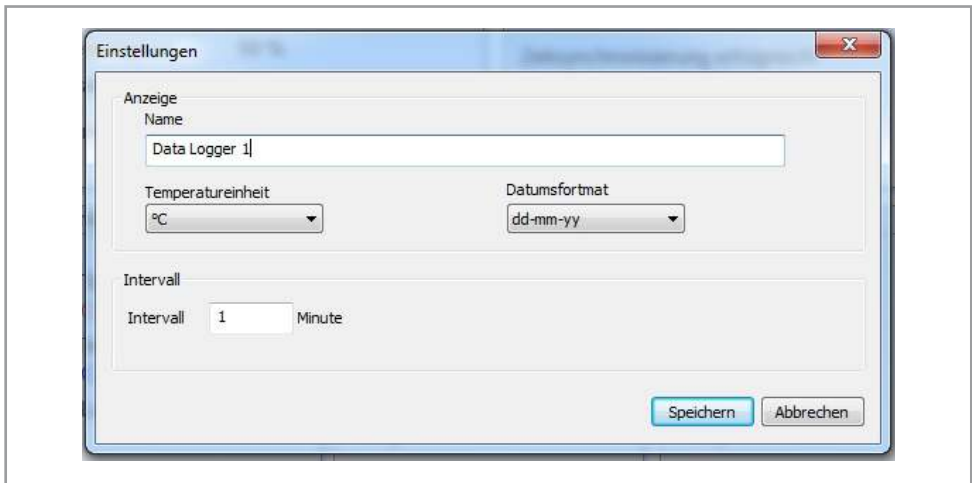 Einstellungen
Anzeige
Name
Data Logger 1
Temperatureinheit Datumsfortmat
°C dd-mm-yy
Intervall
Intervall 1 Minute
Speichern Abbrechen